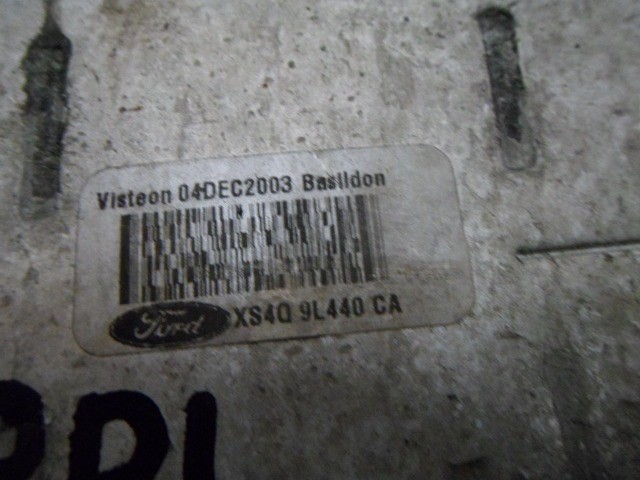 Visteon 04DEC2003 Basildon
Ford
XS4Q 9L440 CA